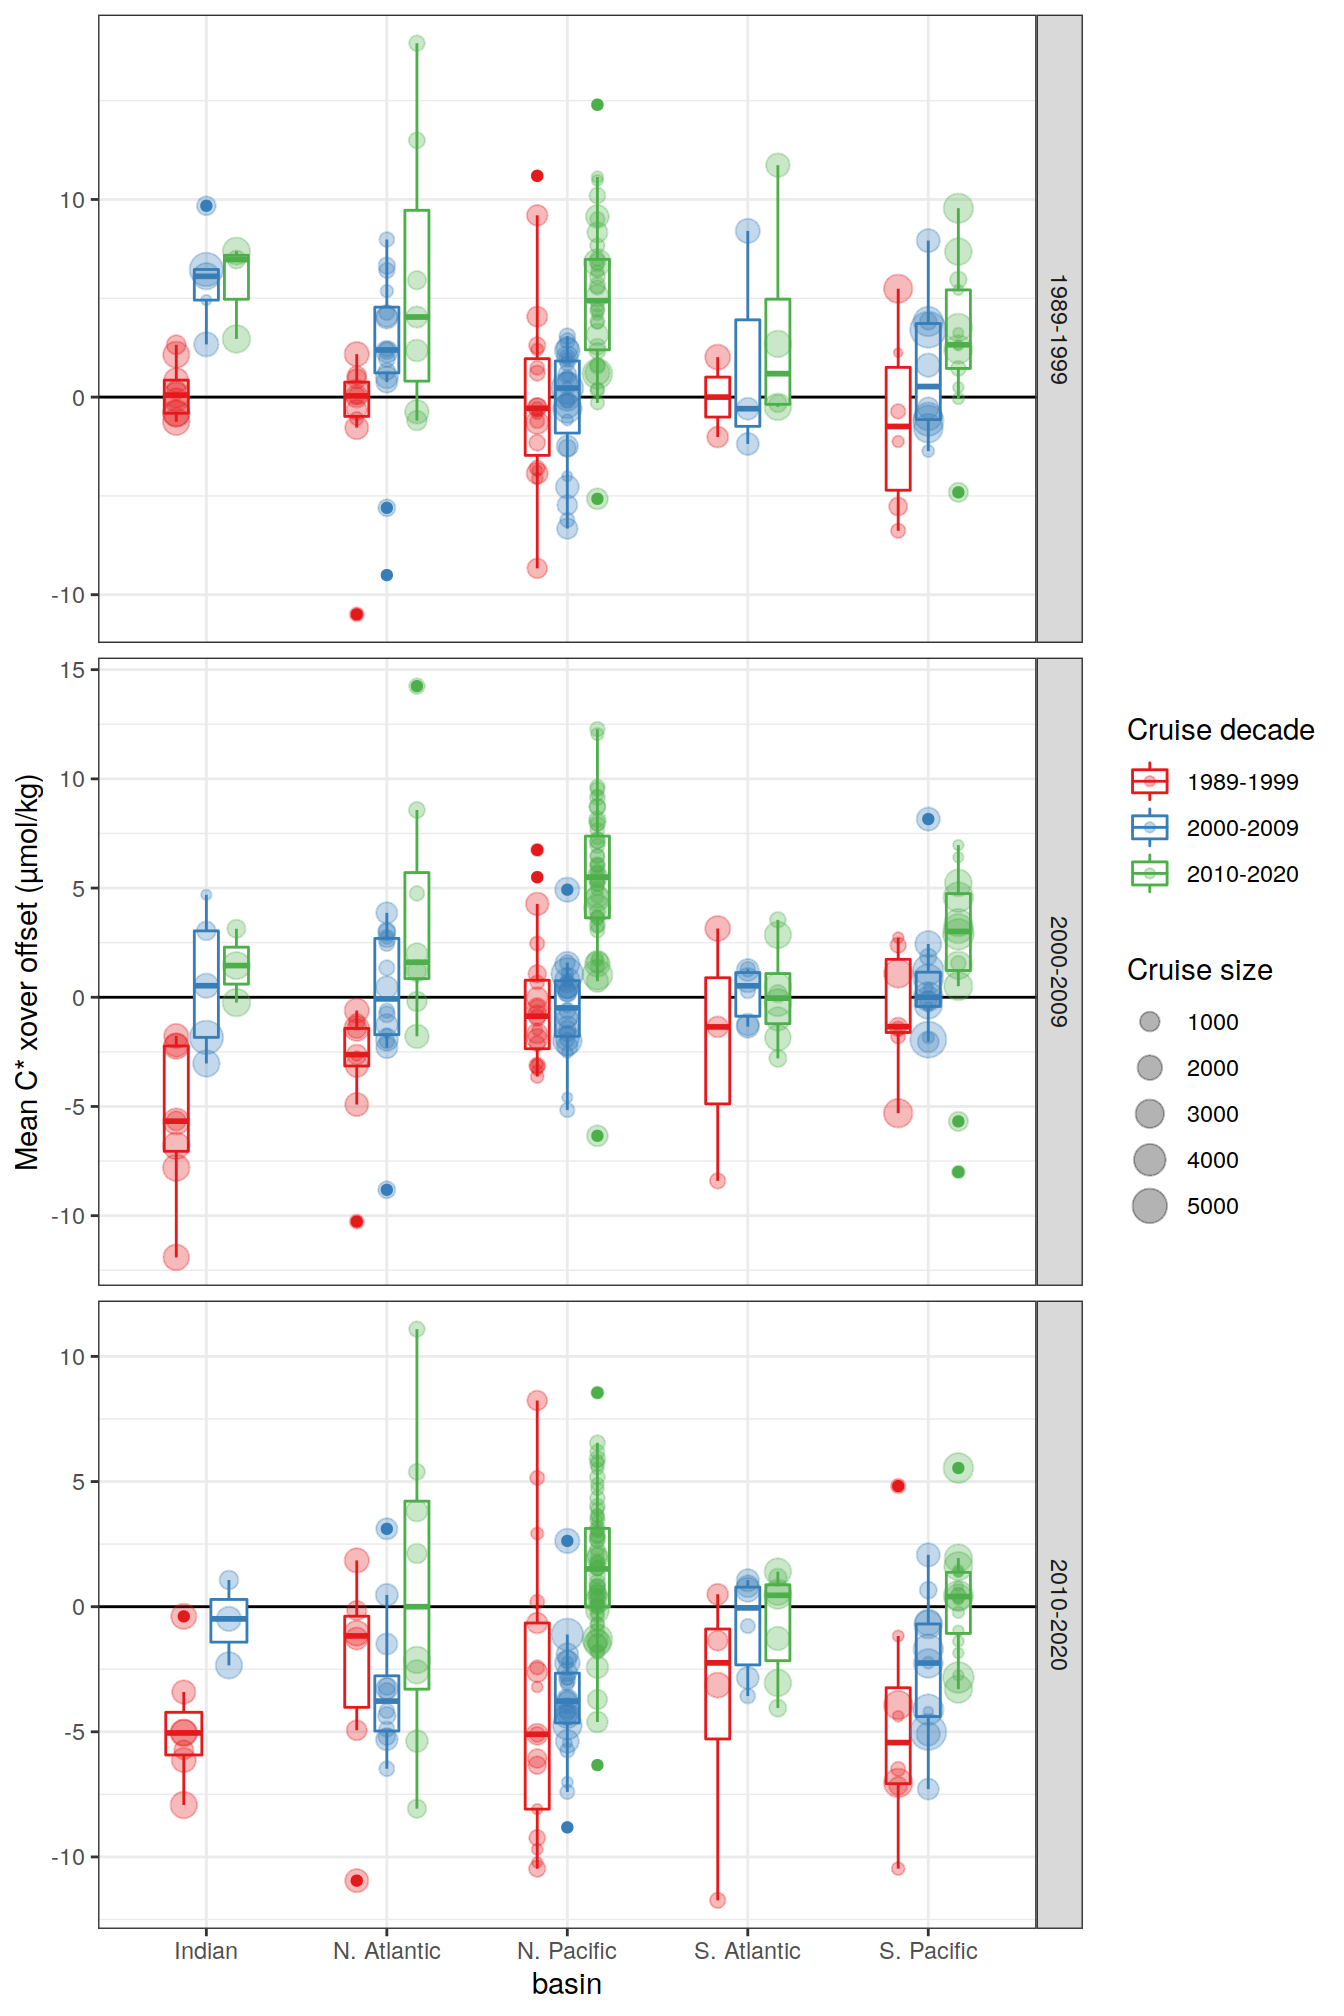 10
0
-10
1989-1999
15
10
5
0
-5
-10
2000-2009
10
5
0
-5
-10
2010-2020
Mean C* xover offset (µmol/kg)
Indian
N. Atlantic
N. Pacific
S. Atlantic
S. Pacific
basin
Cruise decade
1989-1999
2000-2009
2010-2020
Cruise size
1000
2000
3000
4000
5000